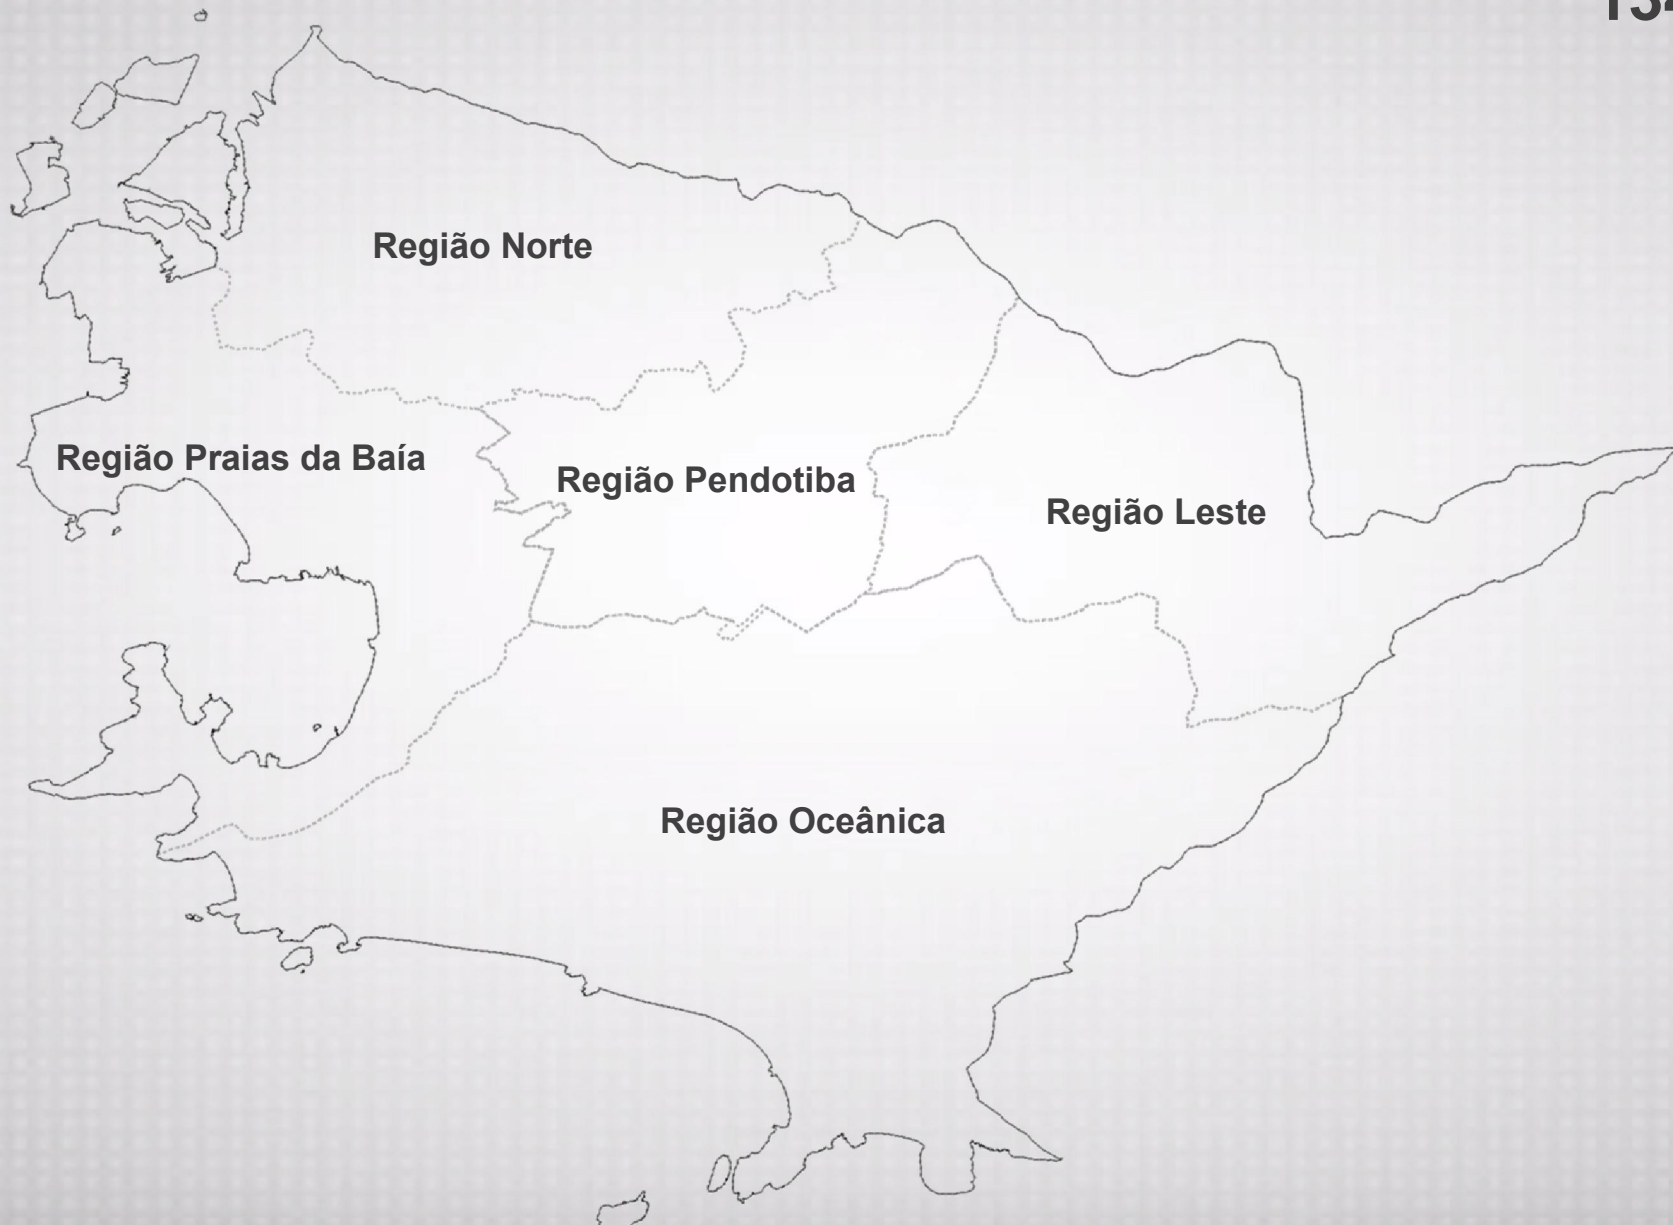 Região Norte
Região Praias da Baía
Região Pendotiba
Região Leste
Região Oceânica